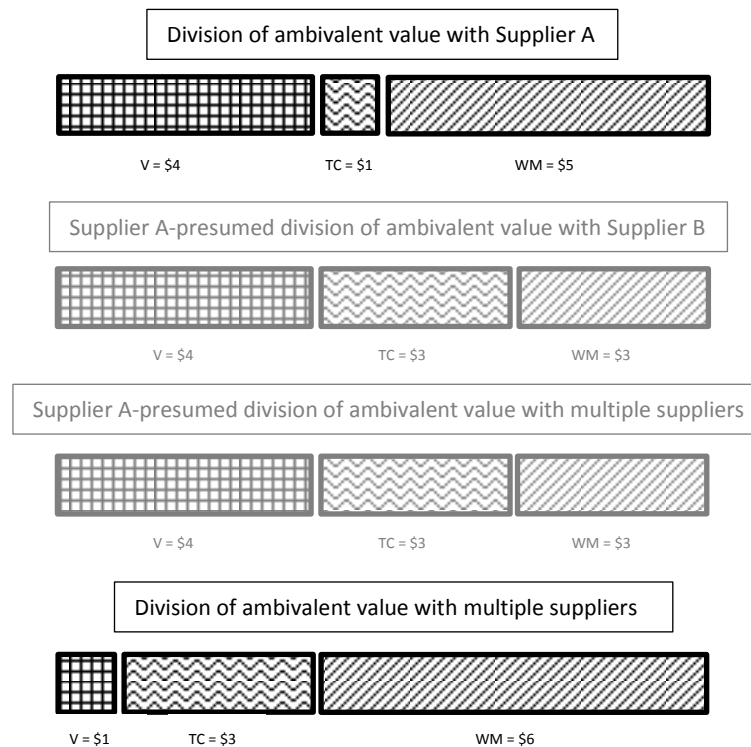 Division of ambivalent value with Supplier A
V = $4 TC = $1 WM = $5
Supplier A-presumed division of ambivalent value with Supplier B
V = $4 TC = $3 WM = $3
Supplier A-presumed division of ambivalent value with multiple suppliers
V = $4 TC = $3 WM = $3
Division of ambivalent value with multiple suppliers
V = $1 TC = $3 WM = $6